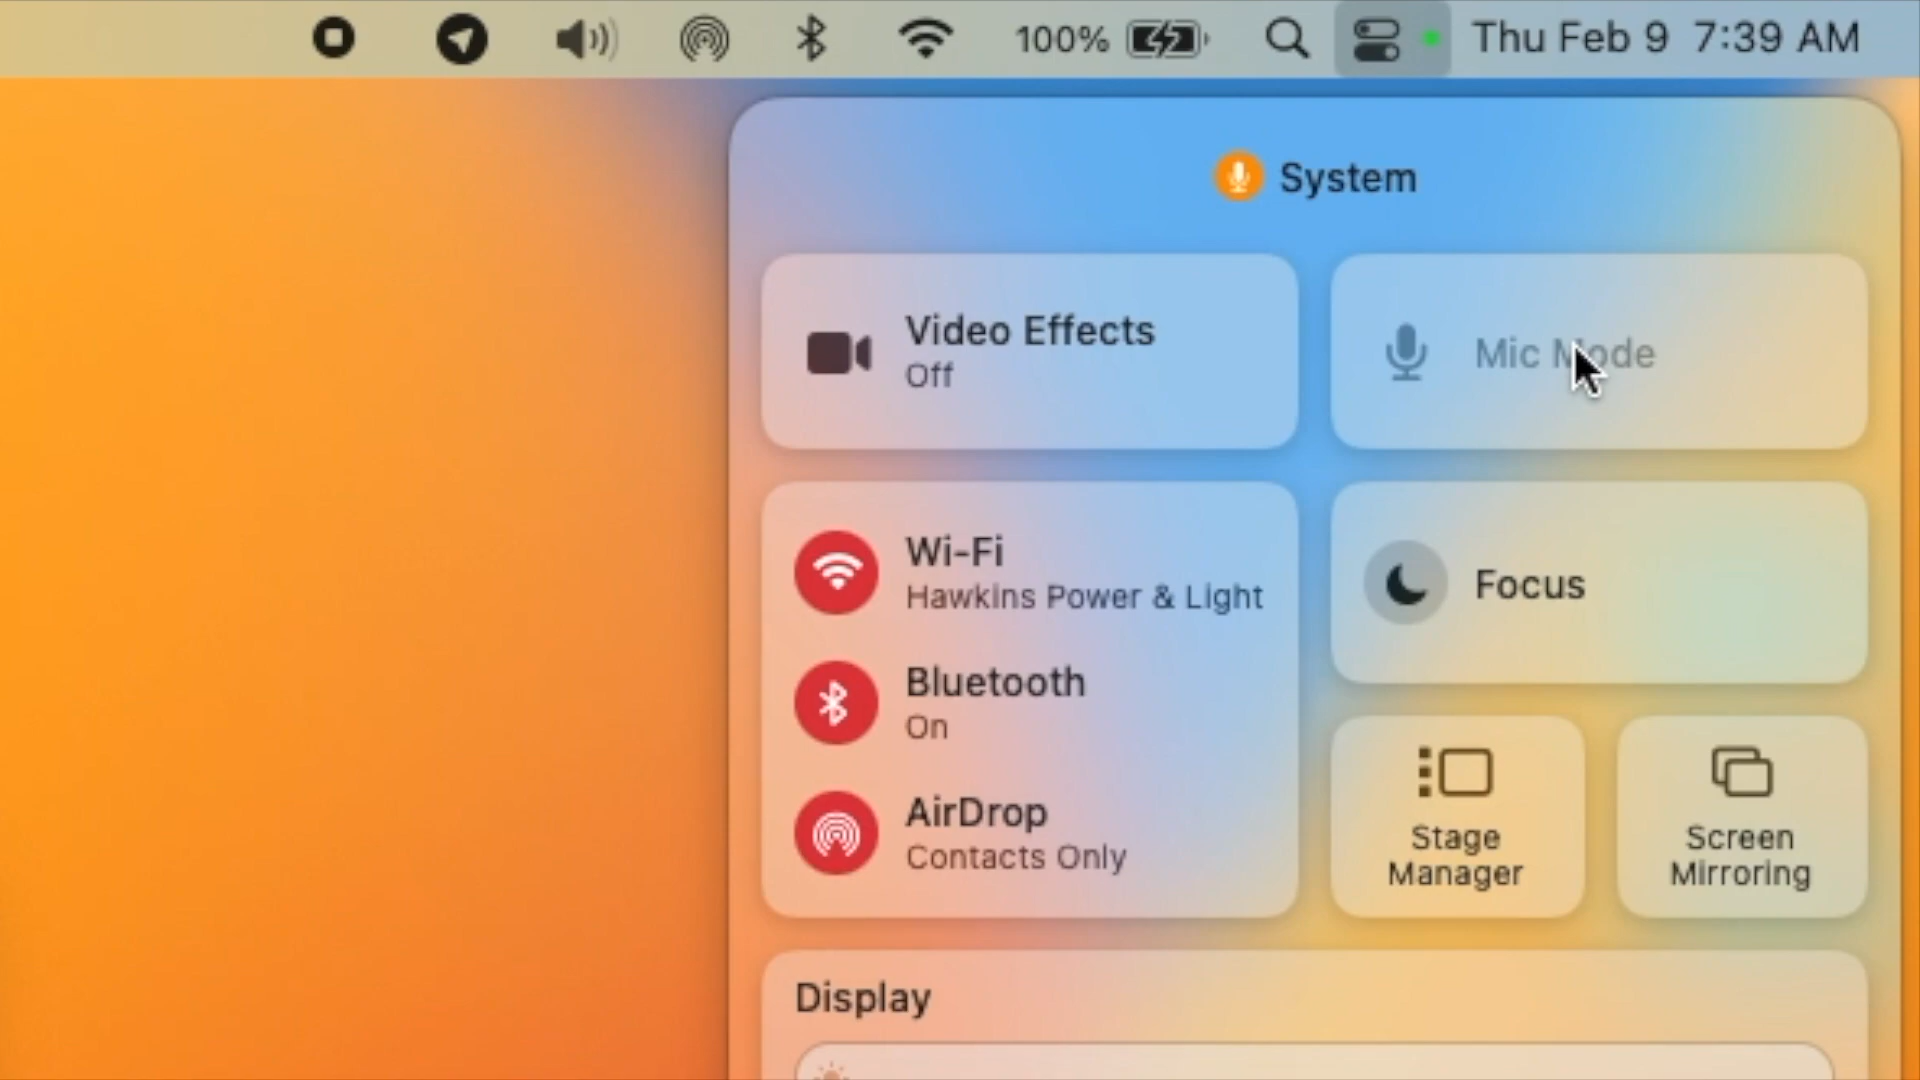 100%
Thu Feb 9 7:39 AM
System
Video Effects
Off
Mic Mode
Wi-Fi
Hawkins Power & Light
Bluetooth
On
AirDrop
Contacts Only
Focus
Stage
Manager
Screen
Mirroring
Display